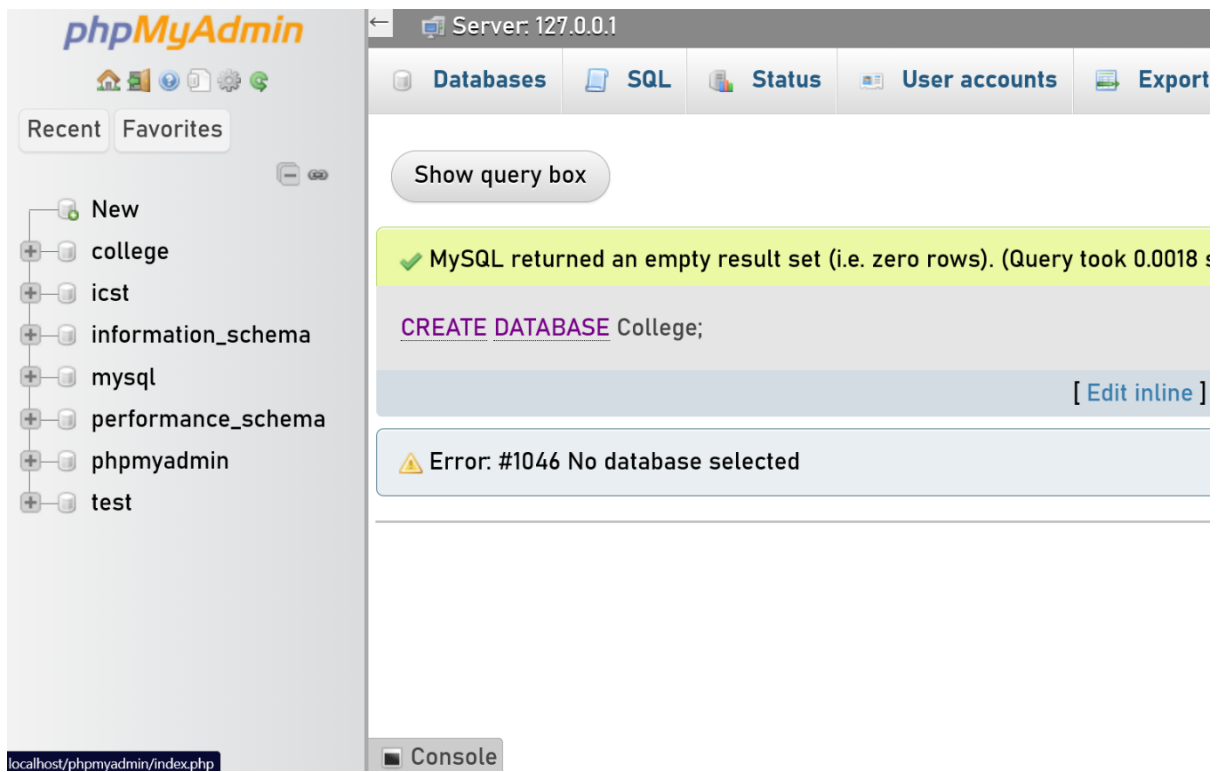 phpMyAdmin
Recent Favorites
New
college
icst
information_schema
mysql
performance_schema
phpmyadmin
test
localhost/phpmyadmin/index.php
← Server: 127.0.0.1
Databases SQL Status User accounts Export
Show query box
MySQL returned an empty result set (i.e. zero rows). (Query took 0.0018 s
CREATE DATABASE College;
[ Edit inline ]
Error: #1046 No database selected
Console